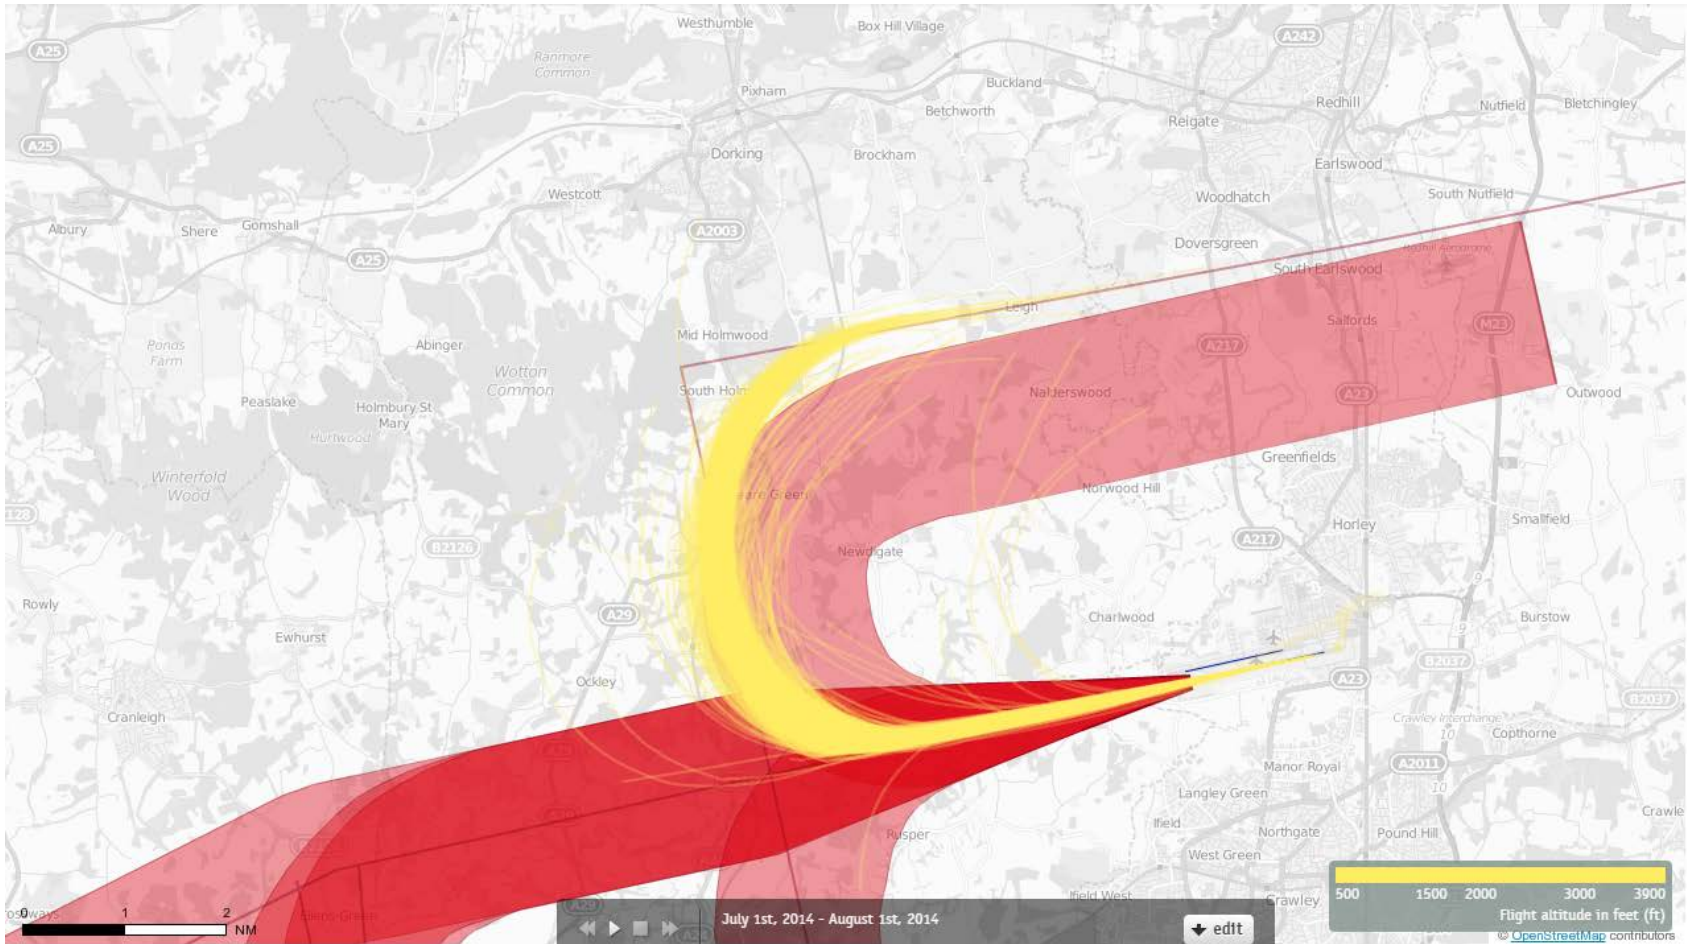 Westhumble
Box Hill Village
A25
A242
Ranmore
Common
Buckland
Pixham
Betchworth
Redhill
Nutfield
Bletchingley
Reigate
A25
Dorking
Brockham
Earlswood
Westcott
Woodhatch
South Nutfield
Albury
Shere
Gomshall
A2003
Doversgreen
Redhill Aerodrome
A25
South Earlswood
Leigh
Salfords
M23
Mid Holmwood
Ponds
Farm
Abinger
A217
Wotton
Common
South Holm
Nalderswood
A23
Outwood
Peaslake
Holmbury St
Mary
Hurtwood
Greenfields
Winterfold
Wood
Norwood Hill
128
Horley
Smallfield
B2126
Newdigate
A217
9
Rowly
A29
Charlwood
Burstow
Ewhurst
B2037
Ockley
A23
B2037
Cranleigh
Crawley Interchange
10
Copthorne
A29
Manor Royal
A2011
10
Langley Green
Crawle
Rusper
Ifield
Northgate
Pound Hill
West Green
Ifield West
Crawley
500 1500 2000 3000 3900
Flight altitude in feet (ft)
0 1 2
NM
Ellens Green
A29
July 1st, 2014 - August 1st, 2014
edit
© OpenStreetMap contributors